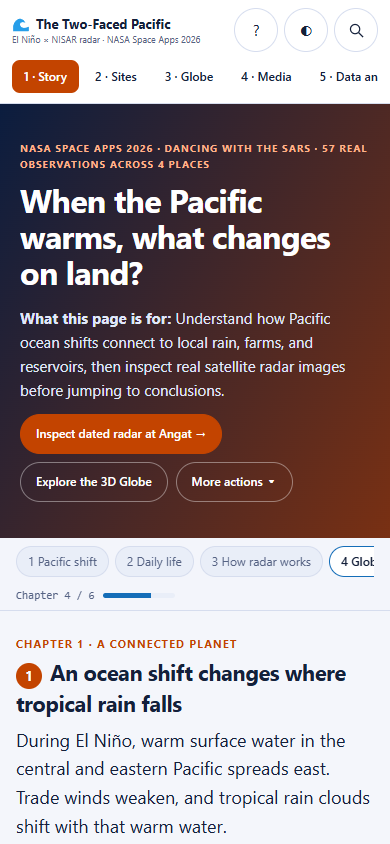 The Two-Faced Pacific
El Niño × NISAR radar · NASA Space Apps 2026
?
1 · Story
2 · Sites
3 · Globe
4 · Media
5 · Data an
NASA SPACE APPS 2026 · DANCING WITH THE SARS · 57 REAL
OBSERVATIONS ACROSS 4 PLACES
When the Pacific
warms, what changes
on land?
What this page is for: Understand how Pacific
ocean shifts connect to local rain, farms, and
reservoirs, then inspect real satellite radar images
before jumping to conclusions.
Inspect dated radar at Angat →
Explore the 3D Globe
More actions ▾
1 Pacific shift
2 Daily life
3 How radar works
4 Glob
Chapter 4 / 6
CHAPTER 1 · A CONNECTED PLANET
1 An ocean shift changes where
tropical rain falls
During El Niño, warm surface water in the
central and eastern Pacific spreads east.
Trade winds weaken, and tropical rain clouds
shift with that warm water.